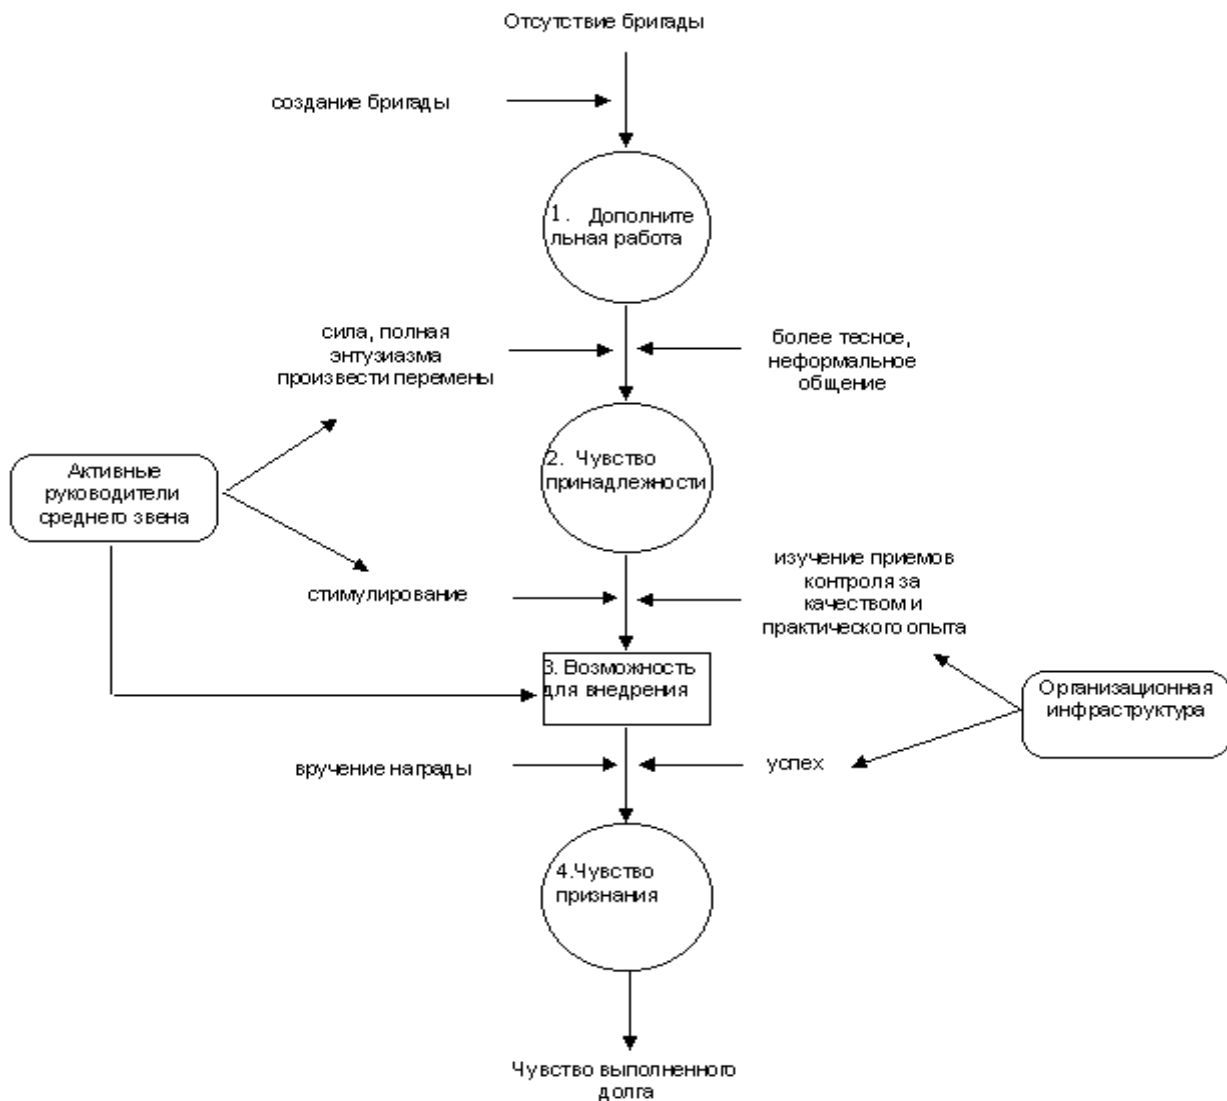 Отсутствие бригады
создание бригады
1. Дополните
льная работа
сила, полная
энтузиазма
произвести перемены
более тесное,
неформальное
общение
2. Чувство
принадлежности
Активные
руководители
среднего звена
стимулирование
изучение приемов
контроля за
качеством и
практического опыта
3. Возможность
для внедрения
Организационная
инфраструктура
вручение награды
успех
4.Чувство
признания
Чувство выполненного
долга